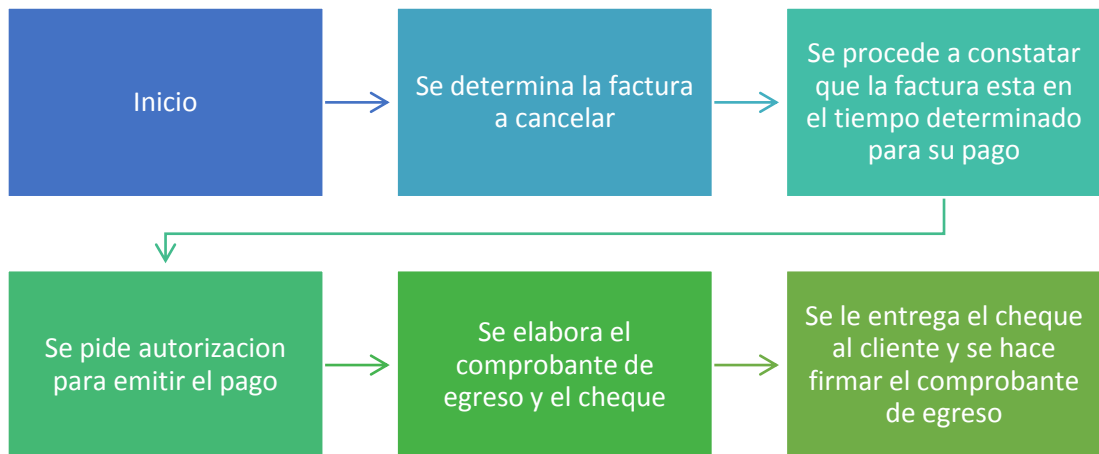 Inicio
Se determina la factura
a cancelar
Se procede a constatar
que la factura esta en
el tiempo determinado
para su pago
Se pide autorizacion
para emitir el pago
Se elabora el
comprobante de
egreso y el cheque
Se le entrega el cheque
al cliente y se hace
firmar el comprobante
de egreso